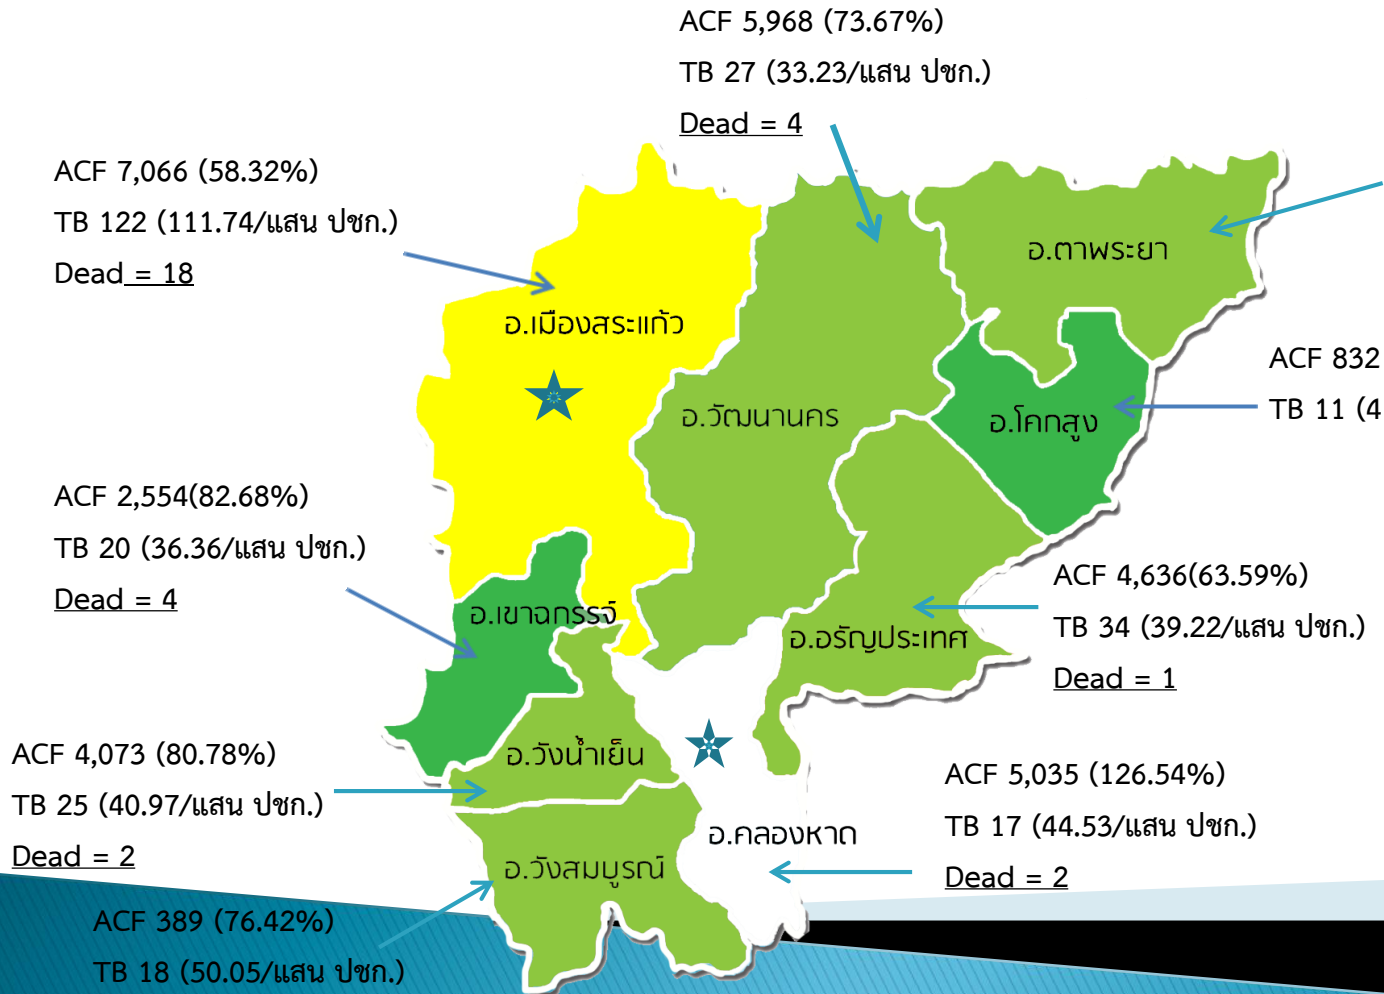 ACF 5,968 (73.67%)
TB 27 (33.23/แสน ปชก.)
Dead = 4
ACF 7,066 (58.32%)
TB 122 (111.74/แสน ปชก.)
Dead = 18
อ.ตาพระยา
อ.เมืองสระแก้ว
ACF 832
TB 11 (4
อ.วัฒนานคร
อ.โคกสูง
ACF 2,554(82.68%)
TB 20 (36.36/แสน ปชก.)
Dead = 4
อ.เขาฉกรรจ์
ACF 4,636(63.59%)
TB 34 (39.22/แสน ปชก.)
Dead = 1
อ.อรัญประเทศ
ACF 4,073 (80.78%)
TB 25 (40.97/แสน ปชก.)
Dead = 2
อ.วังน้ำเย็น
ACF 5,035 (126.54%)
TB 17 (44.53/แสน ปชก.)
Dead = 2
อ.คลองหาด
อ.วังสมบูรณ์
ACF 389 (76.42%)
TB 18 (50.05/แสน ปชก.)